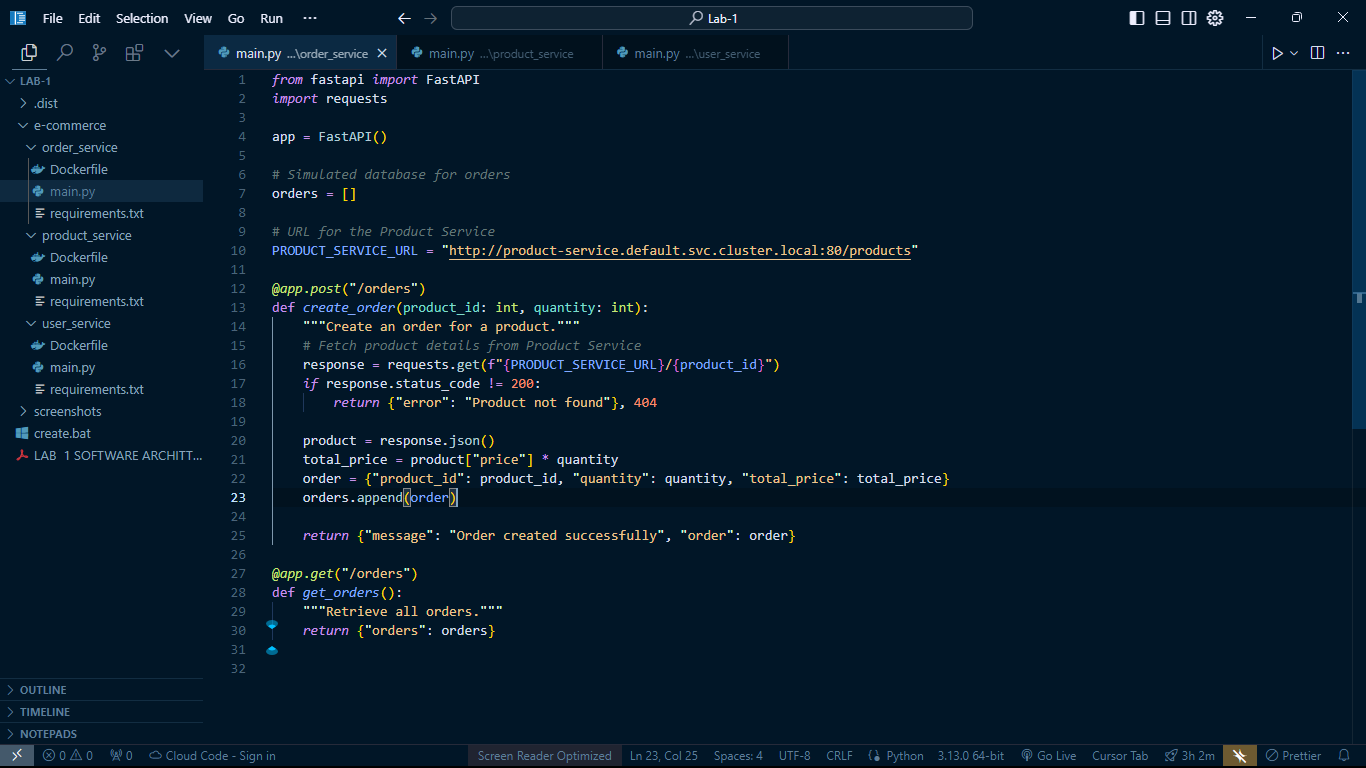 File Edit Selection View Go Run ··· Lab-1
main.py ...\order_service main.py ...\product_service main.py ...\user_service
LAB-1
.dist
e-commerce
order_service
Dockerfile
main.py
requirements.txt
product_service
Dockerfile
main.py
requirements.txt
user_service
Dockerfile
main.py
requirements.txt
screenshots
create.bat
LAB 1 SOFTWARE ARCHITT...
OUTLINE
TIMELINE
NOTEPADS
1 from fastapi import FastAPI
2 import requests
3
4 app = FastAPI()
5
6 # Simulated database for orders
7 orders = []
8
9 # URL for the Product Service
10 PRODUCT_SERVICE_URL = "http://product-service.default.svc.cluster.local:80/products"
11
12 @app.post("/orders")
13 def create_order(product_id: int, quantity: int):
14     """Create an order for a product."""
15     # Fetch product details from Product Service
16     response = requests.get(f"{PRODUCT_SERVICE_URL}/{product_id}")
17     if response.status_code != 200:
18         return {"error": "Product not found"}, 404
19
20     product = response.json()
21     total_price = product["price"] * quantity
22     order = {"product_id": product_id, "quantity": quantity, "total_price": total_price}
23     orders.append(order)
24
25     return {"message": "Order created successfully", "order": order}
26
27 @app.get("/orders")
28 def get_orders():
29     """Retrieve all orders."""
30     return {"orders": orders}
31
32
0 0 0 Cloud Code - Sign in Screen Reader Optimized Ln 23, Col 25 Spaces: 4 UTF-8 CRLF {} Python 3.13.0 64-bit Go Live Cursor Tab 3h 2m Prettier